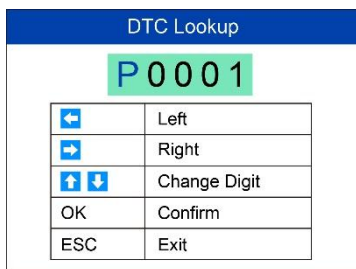 DTC Lookup
P0001
Left
Right
Change Digit
OK Confirm
ESC Exit